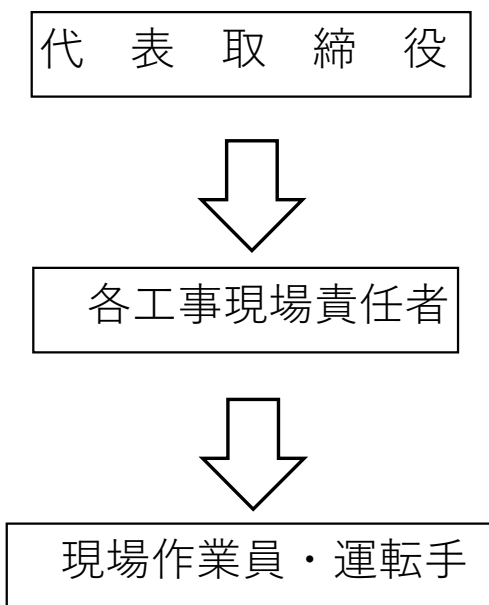 代　表　取　締　役
各工事現場責任者
現場作業員・運転手